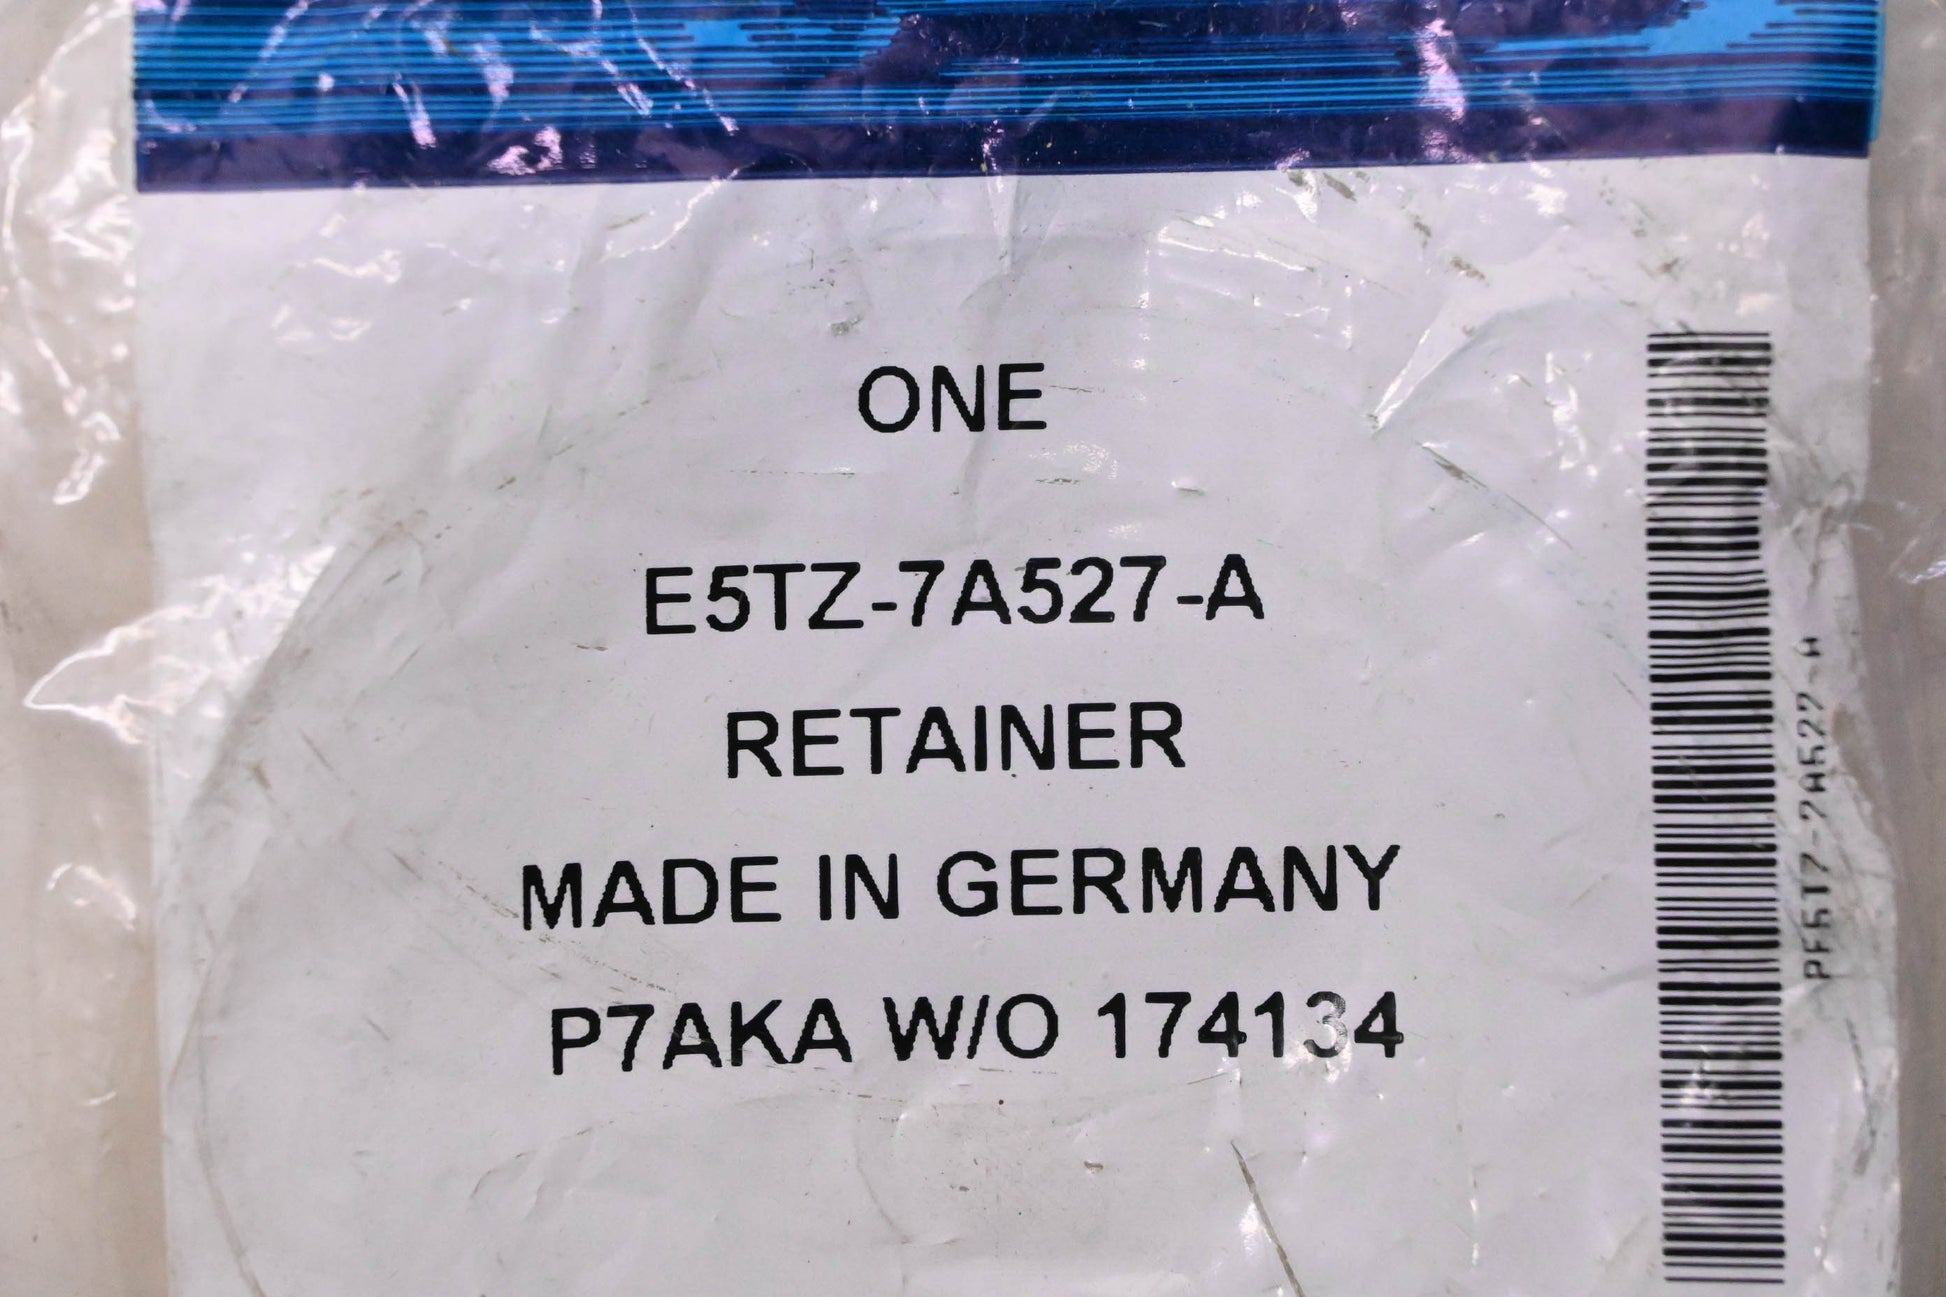 ONE
E5TZ-7A527-A
RETAINER
MADE IN GERMANY
P7AKA W/O 174134